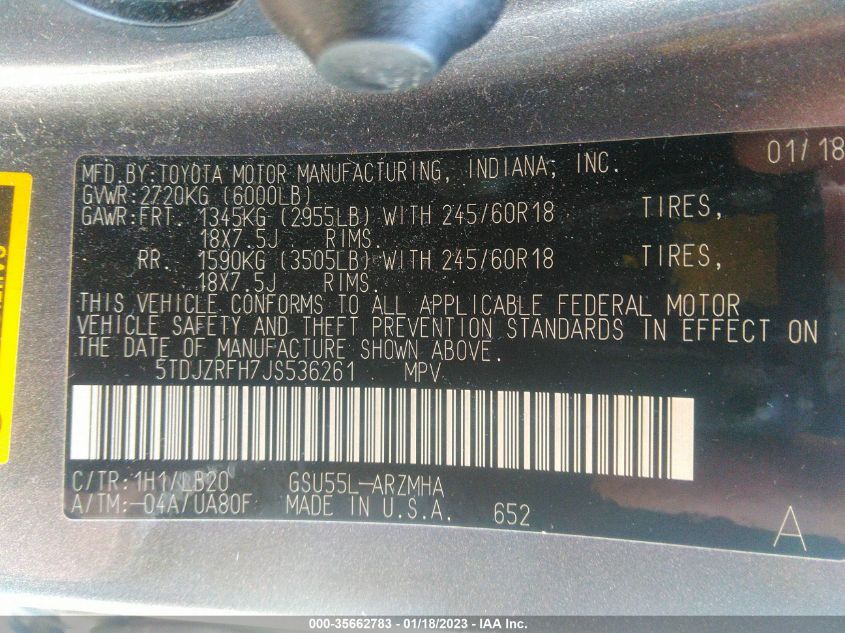 MFD.BY:TOYOTA MOTOR MANUFACTURING, INDIANA, INC. 01/18
GVWR:2720KG (6000LB)
GAWR:FRT. 1345KG (2955LB) WITH 245/60R18 TIRES,
18X7.5J RIMS.
RR. 1590KG (3505LB) WITH 245/60R18 TIRES,
18X7.5J RIMS.
THIS VEHICLE CONFORMS TO ALL APPLICABLE FEDERAL MOTOR
VEHICLE SAFETY AND THEFT PREVENTION STANDARDS IN EFFECT ON
THE DATE OF MANUFACTURE SHOWN ABOVE.
5TDJZRFH7JS536261 MPV
C/TR:1H1/LB20 GSU55L-ARZMHA
A/TM:-04A/UA80F MADE IN U.S.A. 652 A
000-35662783 - 01/18/2023 - IAA Inc.